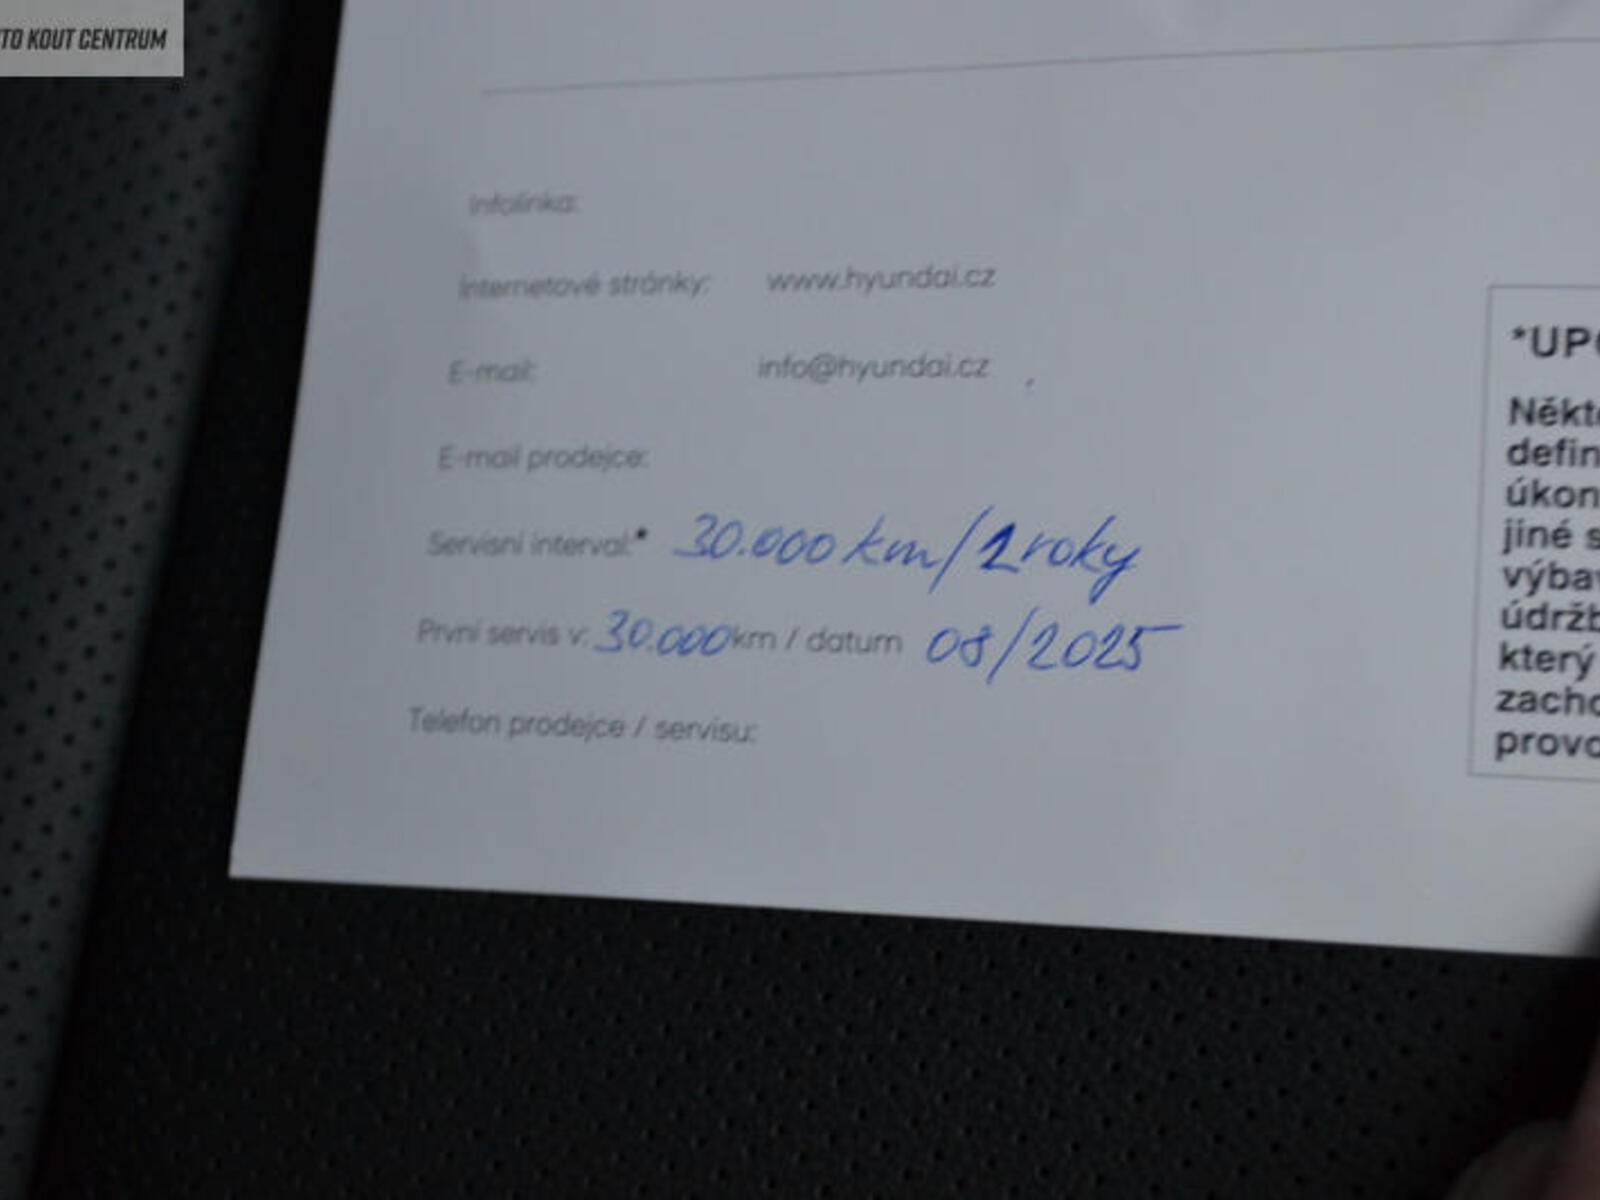 TO KOUT CENTRUM
Infolinka:
Internetové stránky: www.hyundai.cz
E-mail: info@hyundai.cz
E-mail prodejce:
Servisní interval:* 30.000 km/2 roky
První servis v: 30.000 km / datum 08/2025
Telefon prodejce / servisu:
*UPO
Někte
defin
úkon
jiné s
výbav
údržb
který
zacho
provo